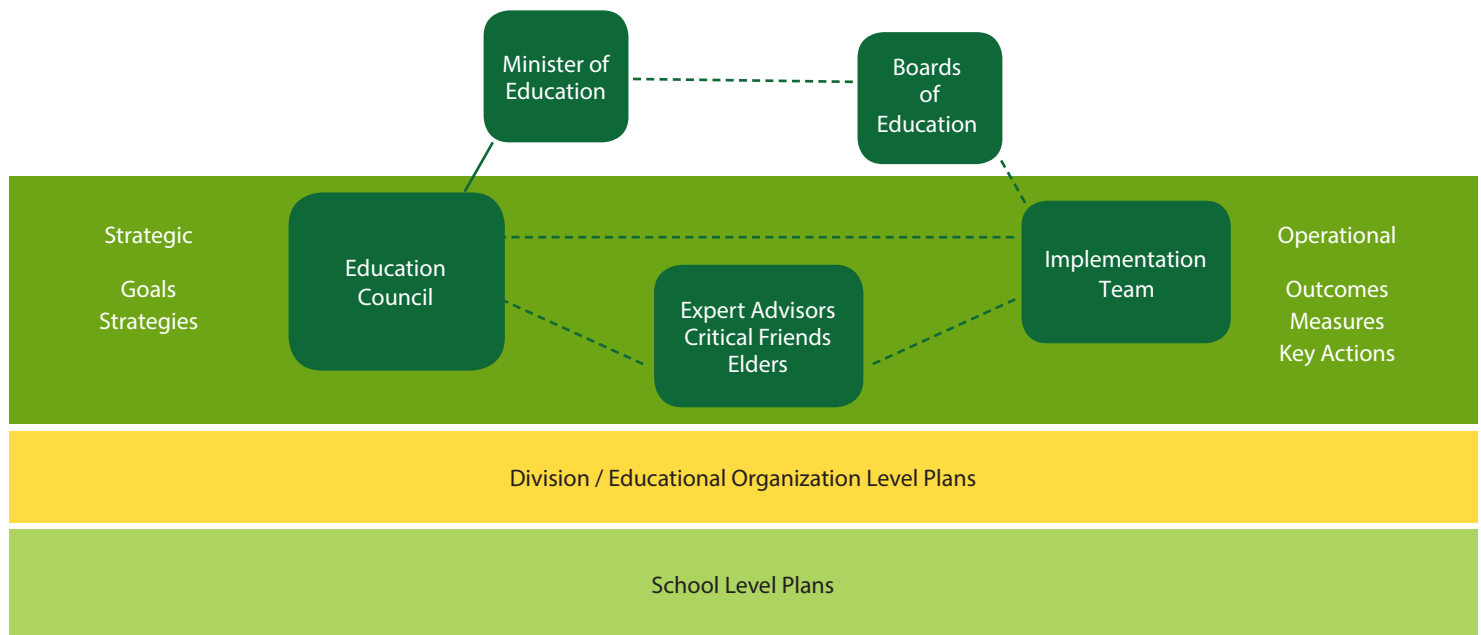 Minister of
Education
Boards
of
Education
Strategic
Goals
Strategies
Education
Council
Expert Advisors
Critical Friends
Elders
Implementation
Team
Operational
Outcomes
Measures
Key Actions
Division / Educational Organization Level Plans
School Level Plans